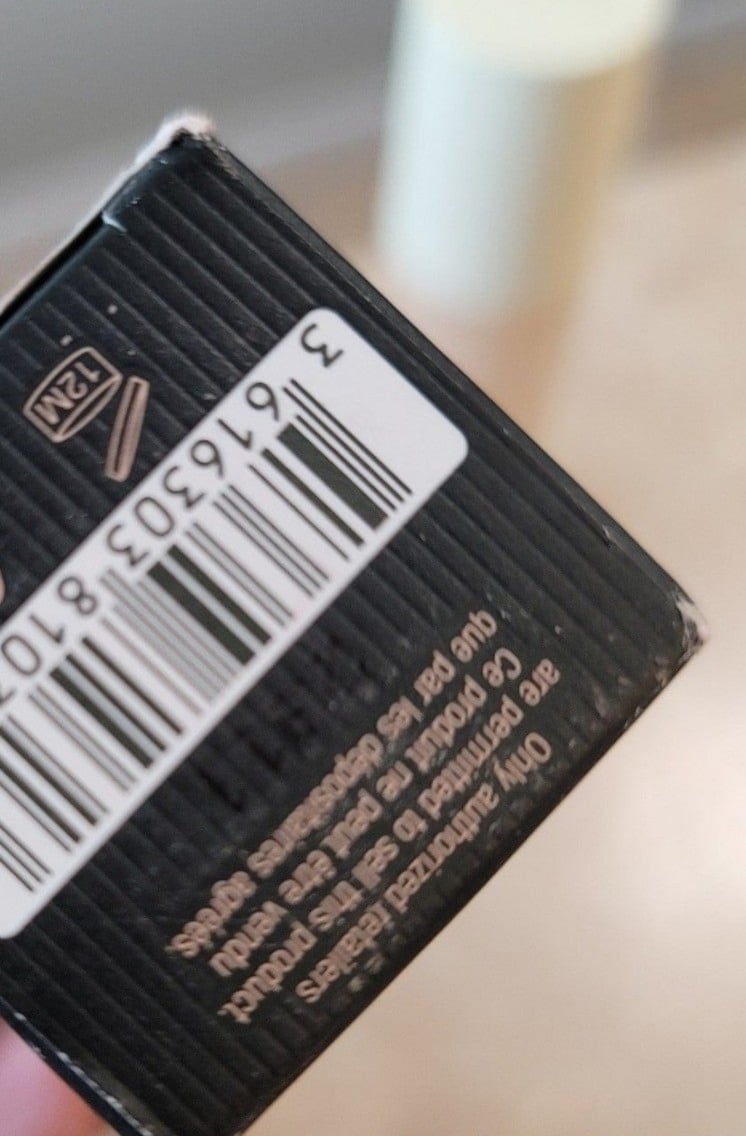 12M
3 616303 8107
Only authorized retailers
are permitted to sell this product.
Ce produit ne peut être vendu
que par les dépositaires agréés.